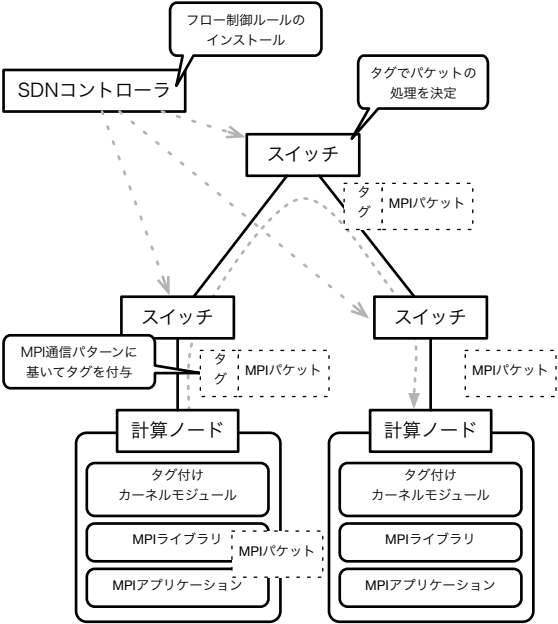 フロー制御ルールの
インストール
SDNコントローラ
タグでパケットの
処理を決定
スイッチ
タ
グ
MPIパケット
スイッチ
スイッチ
MPI通信パターンに
基いてタグを付与
タ
グ
MPIパケット
MPIパケット
計算ノード
計算ノード
タグ付け
カーネルモジュール
タグ付け
カーネルモジュール
MPIライブラリ
MPIパケット
MPIライブラリ
MPIアプリケーション
MPIアプリケーション